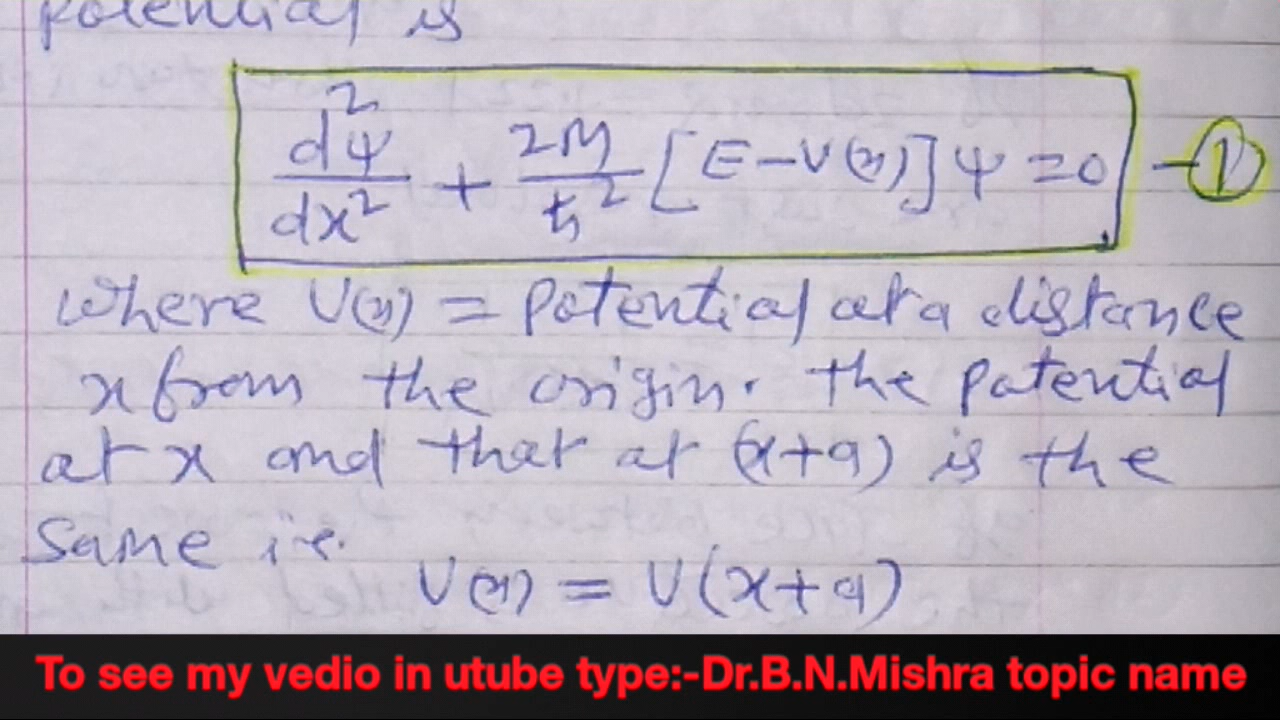 potential is
d²ψ/dx² + 2m/ħ² [E-V(x)] ψ = 0 -①
where V(x) = Potential at a distance
x from the origin. The potential
at x and that at (x+a) is the
same i.e.
V(x) = V(x+a)
To see my vedio in utube type:-Dr.B.N.Mishra topic name